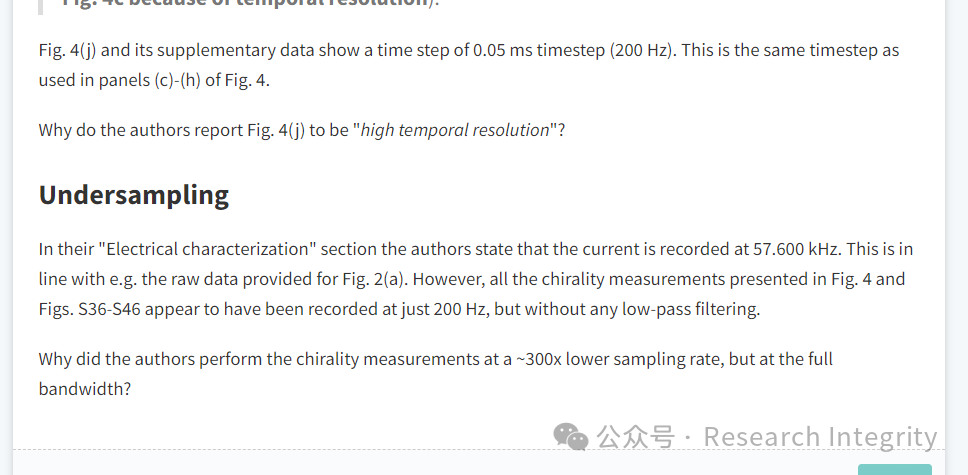 Fig. 4c because of temporal resolution).
Fig. 4(j) and its supplementary data show a time step of 0.05 ms timestep (200 Hz). This is the same timestep as
used in panels (c)-(h) of Fig. 4.
Why do the authors report Fig. 4(j) to be "high temporal resolution"?
Undersampling
In their "Electrical characterization" section the authors state that the current is recorded at 57.600 kHz. This is in
line with e.g. the raw data provided for Fig. 2(a). However, all the chirality measurements presented in Fig. 4 and
Figs. S36-S46 appear to have been recorded at just 200 Hz, but without any low-pass filtering.
Why did the authors perform the chirality measurements at a ~300x lower sampling rate, but at the full
bandwidth?
公众号 · Research Integrity